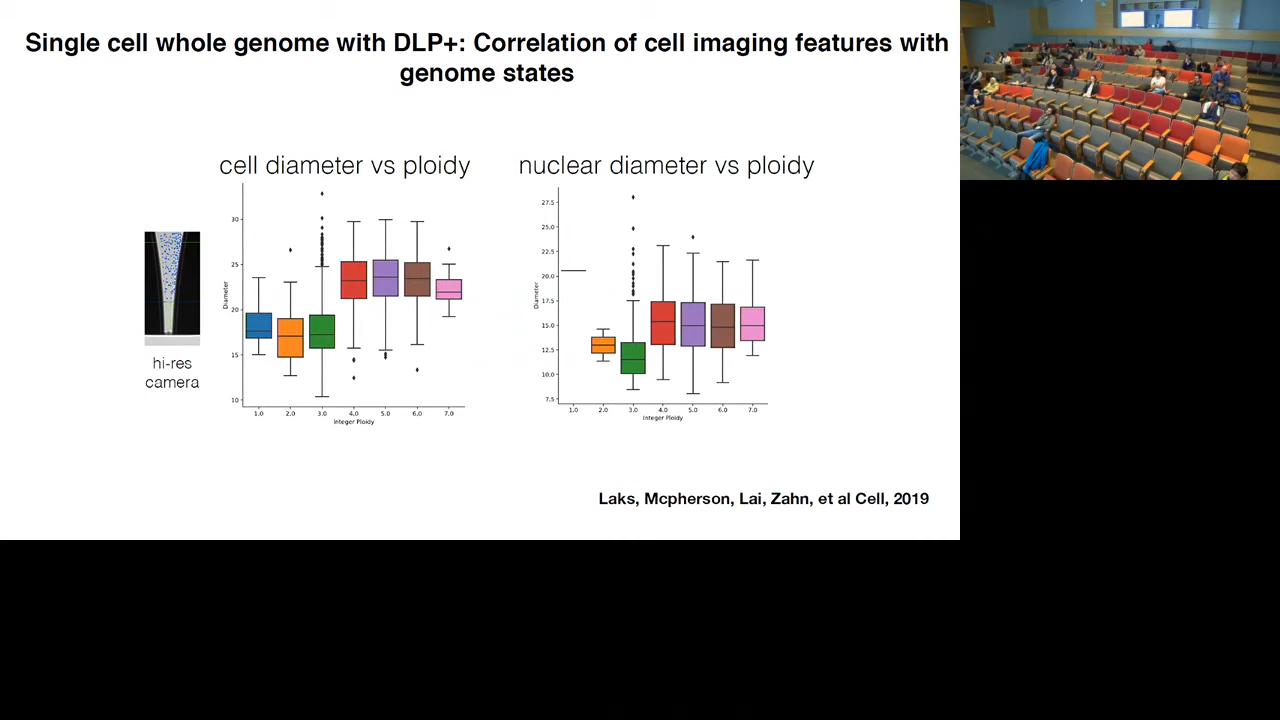 Single cell whole genome with DLP+: Correlation of cell imaging features with
genome states
cell diameter vs ploidy
nuclear diameter vs ploidy
hi-res
camera
Diameter
30
25
20
15
10
1.0 2.0 3.0 4.0 5.0 6.0 7.0
Integer Ploidy
Diameter
27.5
25.0
22.5
20.0
17.5
15.0
12.5
10.0
7.5
1.0 2.0 3.0 4.0 5.0 6.0 7.0
Integer Ploidy
Laks, Mcpherson, Lai, Zahn, et al Cell, 2019